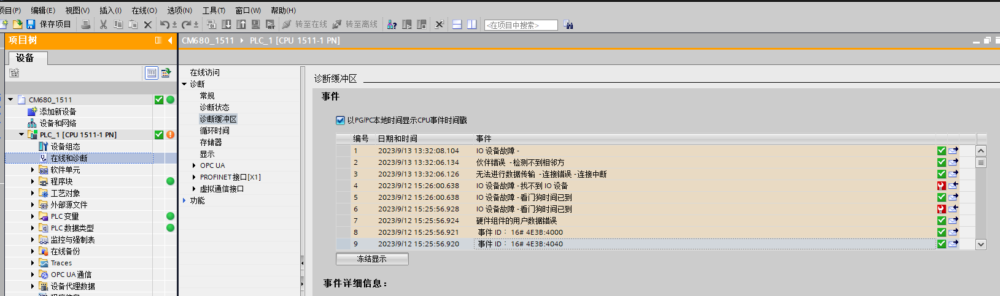 项目(P) 编辑(E) 视图(V) 插入(I) 在线(O) 选项(N) 工具(T) 窗口(W) 帮助(H)
保存项目 转至在线 转至离线 <在项目中搜索>
项目树
CM680_1511 PLC_1 [CPU 1511-1 PN]
设备
CM680_1511
添加新设备
设备和网络
PLC_1 [CPU 1511-1 PN]
设备组态
在线和诊断
软件单元
程序块
工艺对象
外部源文件
PLC 变量
PLC 数据类型
监控与强制表
在线备份
Traces
OPC UA 通信
设备代理数据
在线访问
诊断
常规
诊断状态
诊断缓冲区
循环时间
存储器
显示
OPC UA
PROFINET接口[X1]
虚拟通信接口
功能
诊断缓冲区
事件
以PG/PC本地时间显示CPU事件时间戳
编号 日期和时间 事件
1 2023/9/13 13:32:08.104 IO 设备故障 -
2 2023/9/13 13:32:06.134 伙伴错误 - 检测不到相邻方
3 2023/9/13 13:32:06.126 无法进行数据传输 - 连接错误 - 连接中断
4 2023/9/12 15:26:00.638 IO 设备故障 - 找不到 IO 设备
5 2023/9/12 15:26:00.638 IO 设备故障 - 看门狗时间已到
6 2023/9/12 15:25:56.928 IO 设备故障 - 看门狗时间已到
7 2023/9/12 15:25:56.924 硬件组件的用户数据错误
8 2023/9/12 15:25:56.921 事件 ID： 16# 4E3B:4000
9 2023/9/12 15:25:56.920 事件 ID： 16# 4E3B:4040
冻结显示
事件详细信息：